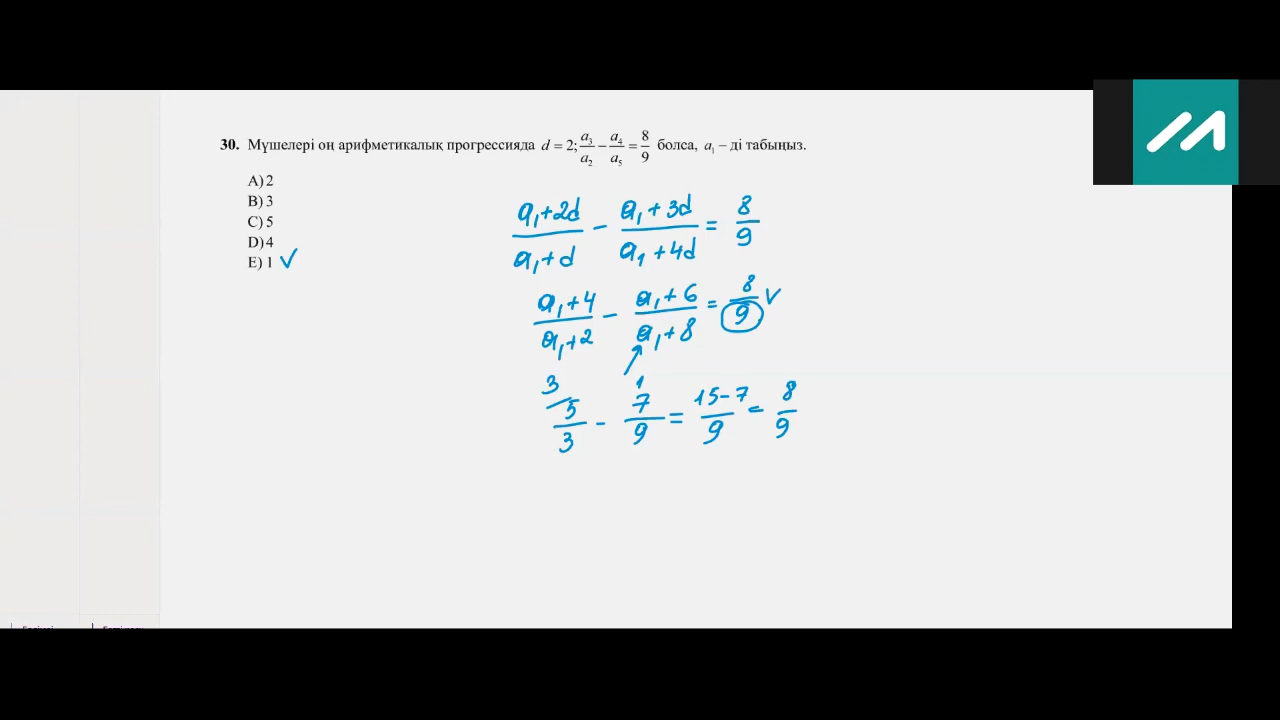 30. Мүшелері оң арифметикалық прогрессияда d = 2; a₃/a₂ − a₄/a₅ = 8/9 болса, a₁ – ді табыңыз.
A) 2
B) 3
C) 5
D) 4
E) 1 ✓
(a₁+2d)/(a₁+d) − (a₁+3d)/(a₁+4d) = 8/9
(a₁+4)/(a₁+2) − (a₁+6)/(a₁+8) = 8/9 ✓
3/ 5/3 − 1 7/9 = (15−7)/9 = 8/9